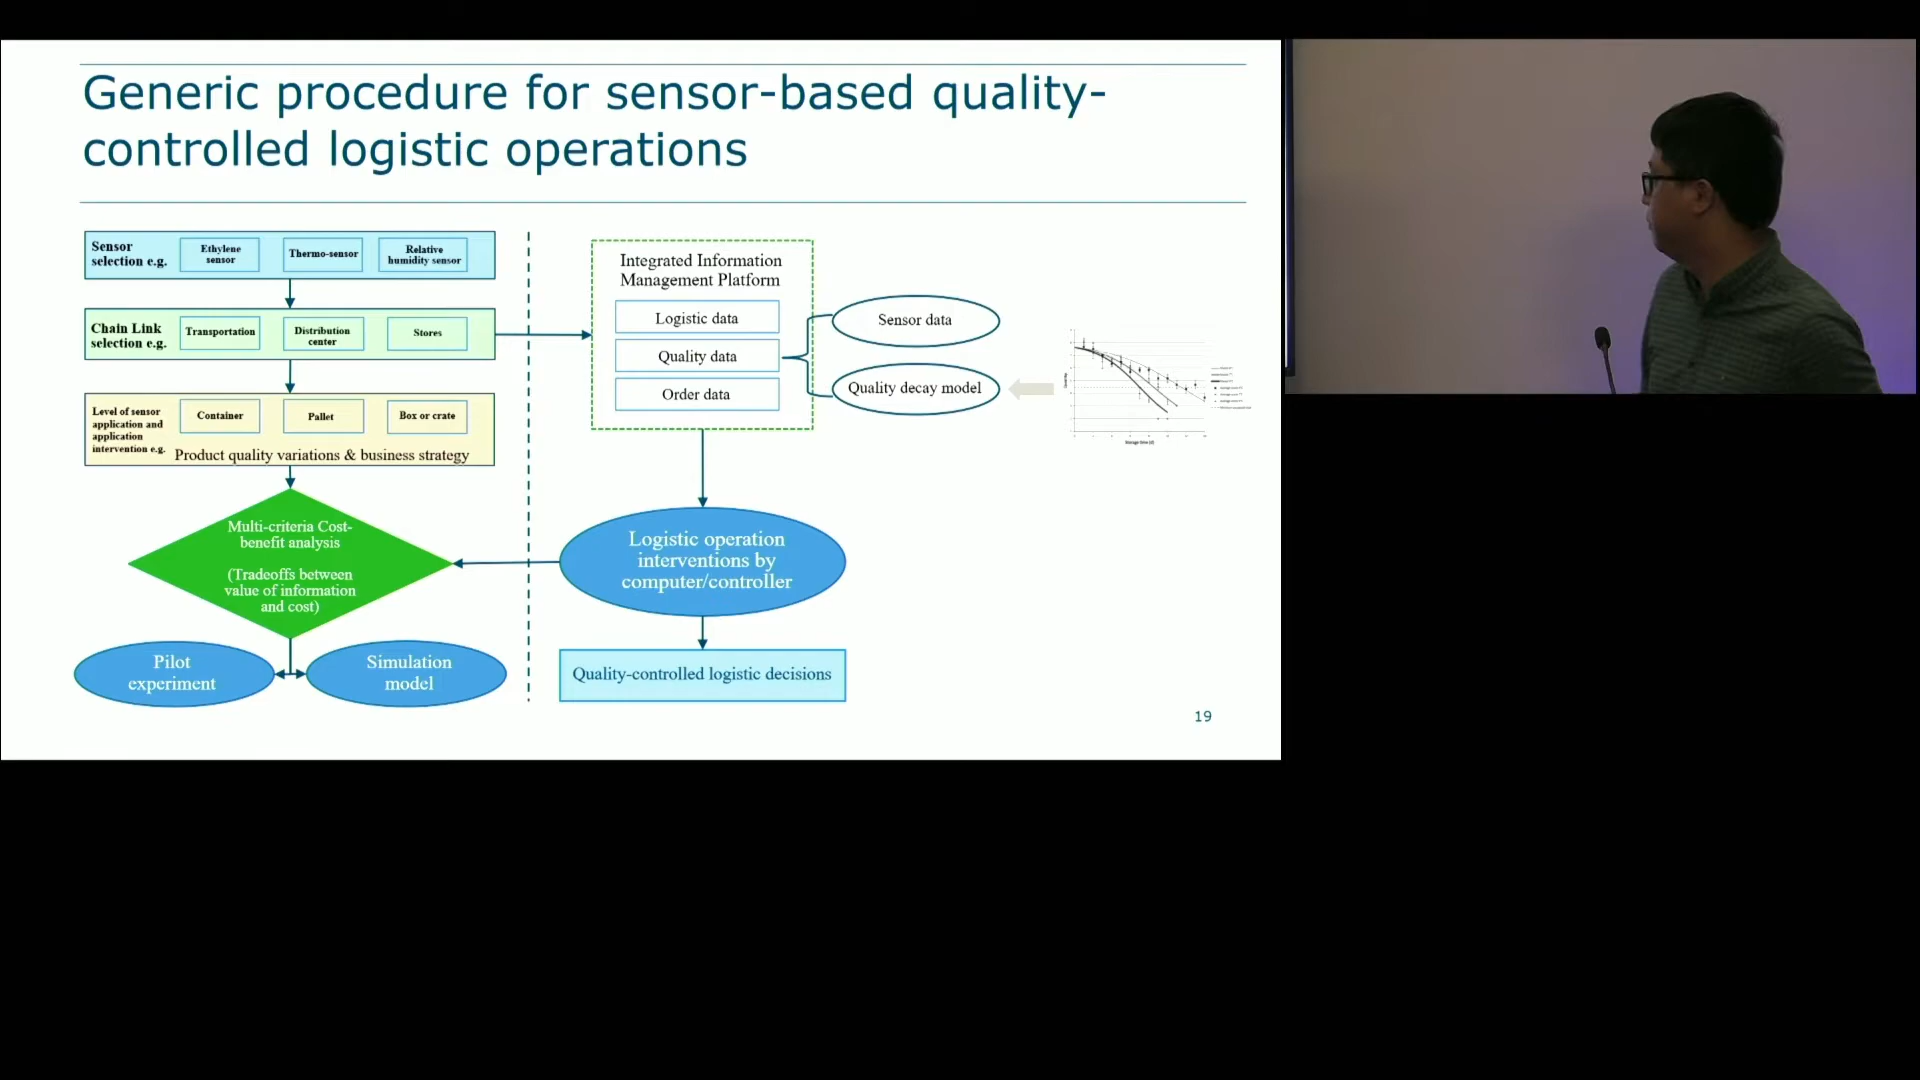 Generic procedure for sensor-based quality-
controlled logistic operations
Sensor
selection e.g.
Ethylene
sensor
Thermo-sensor
Relative
humidity sensor
Chain Link
selection e.g.
Transportation
Distribution
center
Stores
Level of sensor
application and
application
intervention e.g.
Container
Pallet
Box or crate
Product quality variations & business strategy
Multi-criteria Cost-
benefit analysis
(Tradeoffs between
value of information
and cost)
Pilot
experiment
Simulation
model
Integrated Information
Management Platform
Logistic data
Quality data
Order data
Sensor data
Quality decay model
Logistic operation
interventions by
computer/controller
Quality-controlled logistic decisions
19